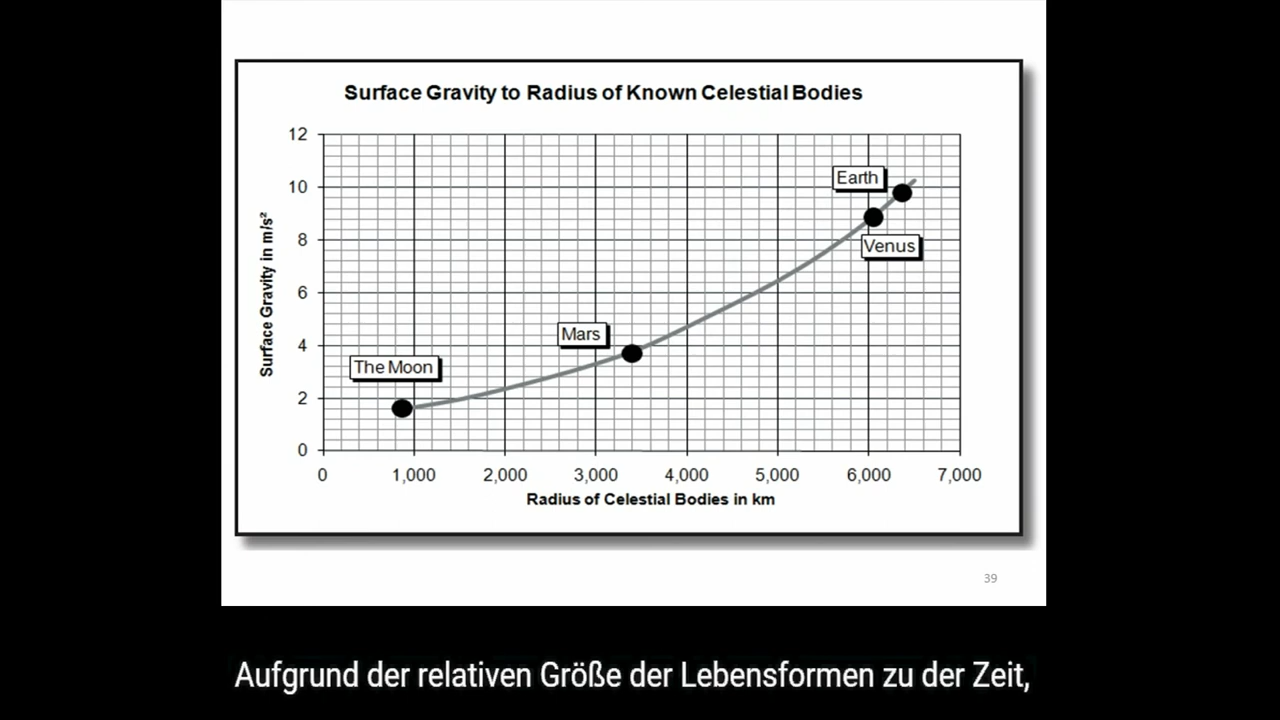 Surface Gravity to Radius of Known Celestial Bodies
12
10
8
6
4
2
0
Surface Gravity in m/s²
Earth
Venus
Mars
The Moon
0 1,000 2,000 3,000 4,000 5,000 6,000 7,000
Radius of Celestial Bodies in km
39
Aufgrund der relativen Größe der Lebensformen zu der Zeit,